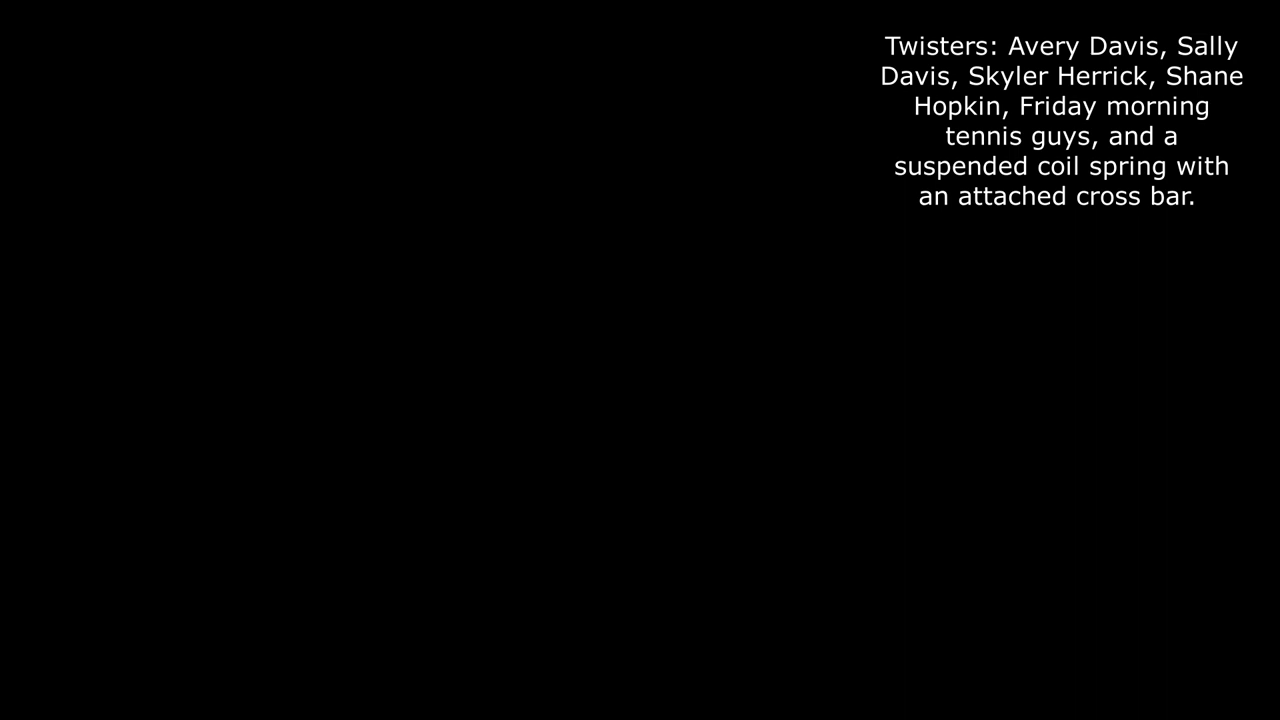 Twisters: Avery Davis, Sally
Davis, Skyler Herrick, Shane
Hopkin, Friday morning
tennis guys, and a
suspended coil spring with
an attached cross bar.